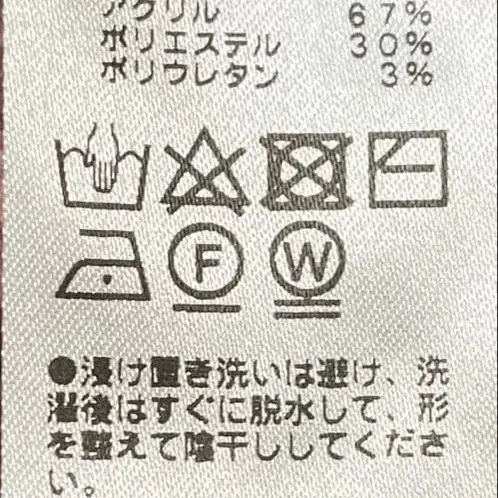 アクリル 67%
ポリエステル 30%
ポリウレタン 3%
F W
●浸け置き洗いは避け、洗
濯後はすぐに脱水して、形
を整えて陰干ししてくださ
い。